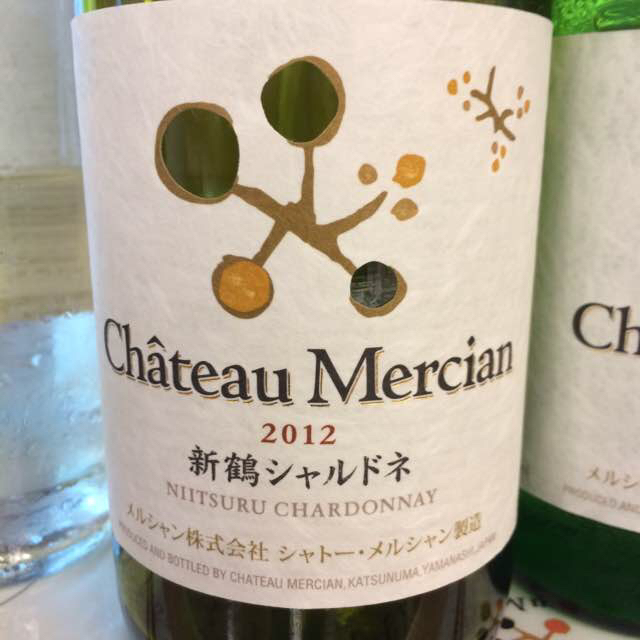 Château Mercian
2012
新鶴シャルドネ
NIITSURU CHARDONNAY
メルシャン株式会社 シャトー・メルシャン製造
PRODUCED AND BOTTLED BY CHATEAU MERCIAN, KATSUNUMA, YAMANASHI, JAPAN
Ch
メルシ
PRODUCED AND